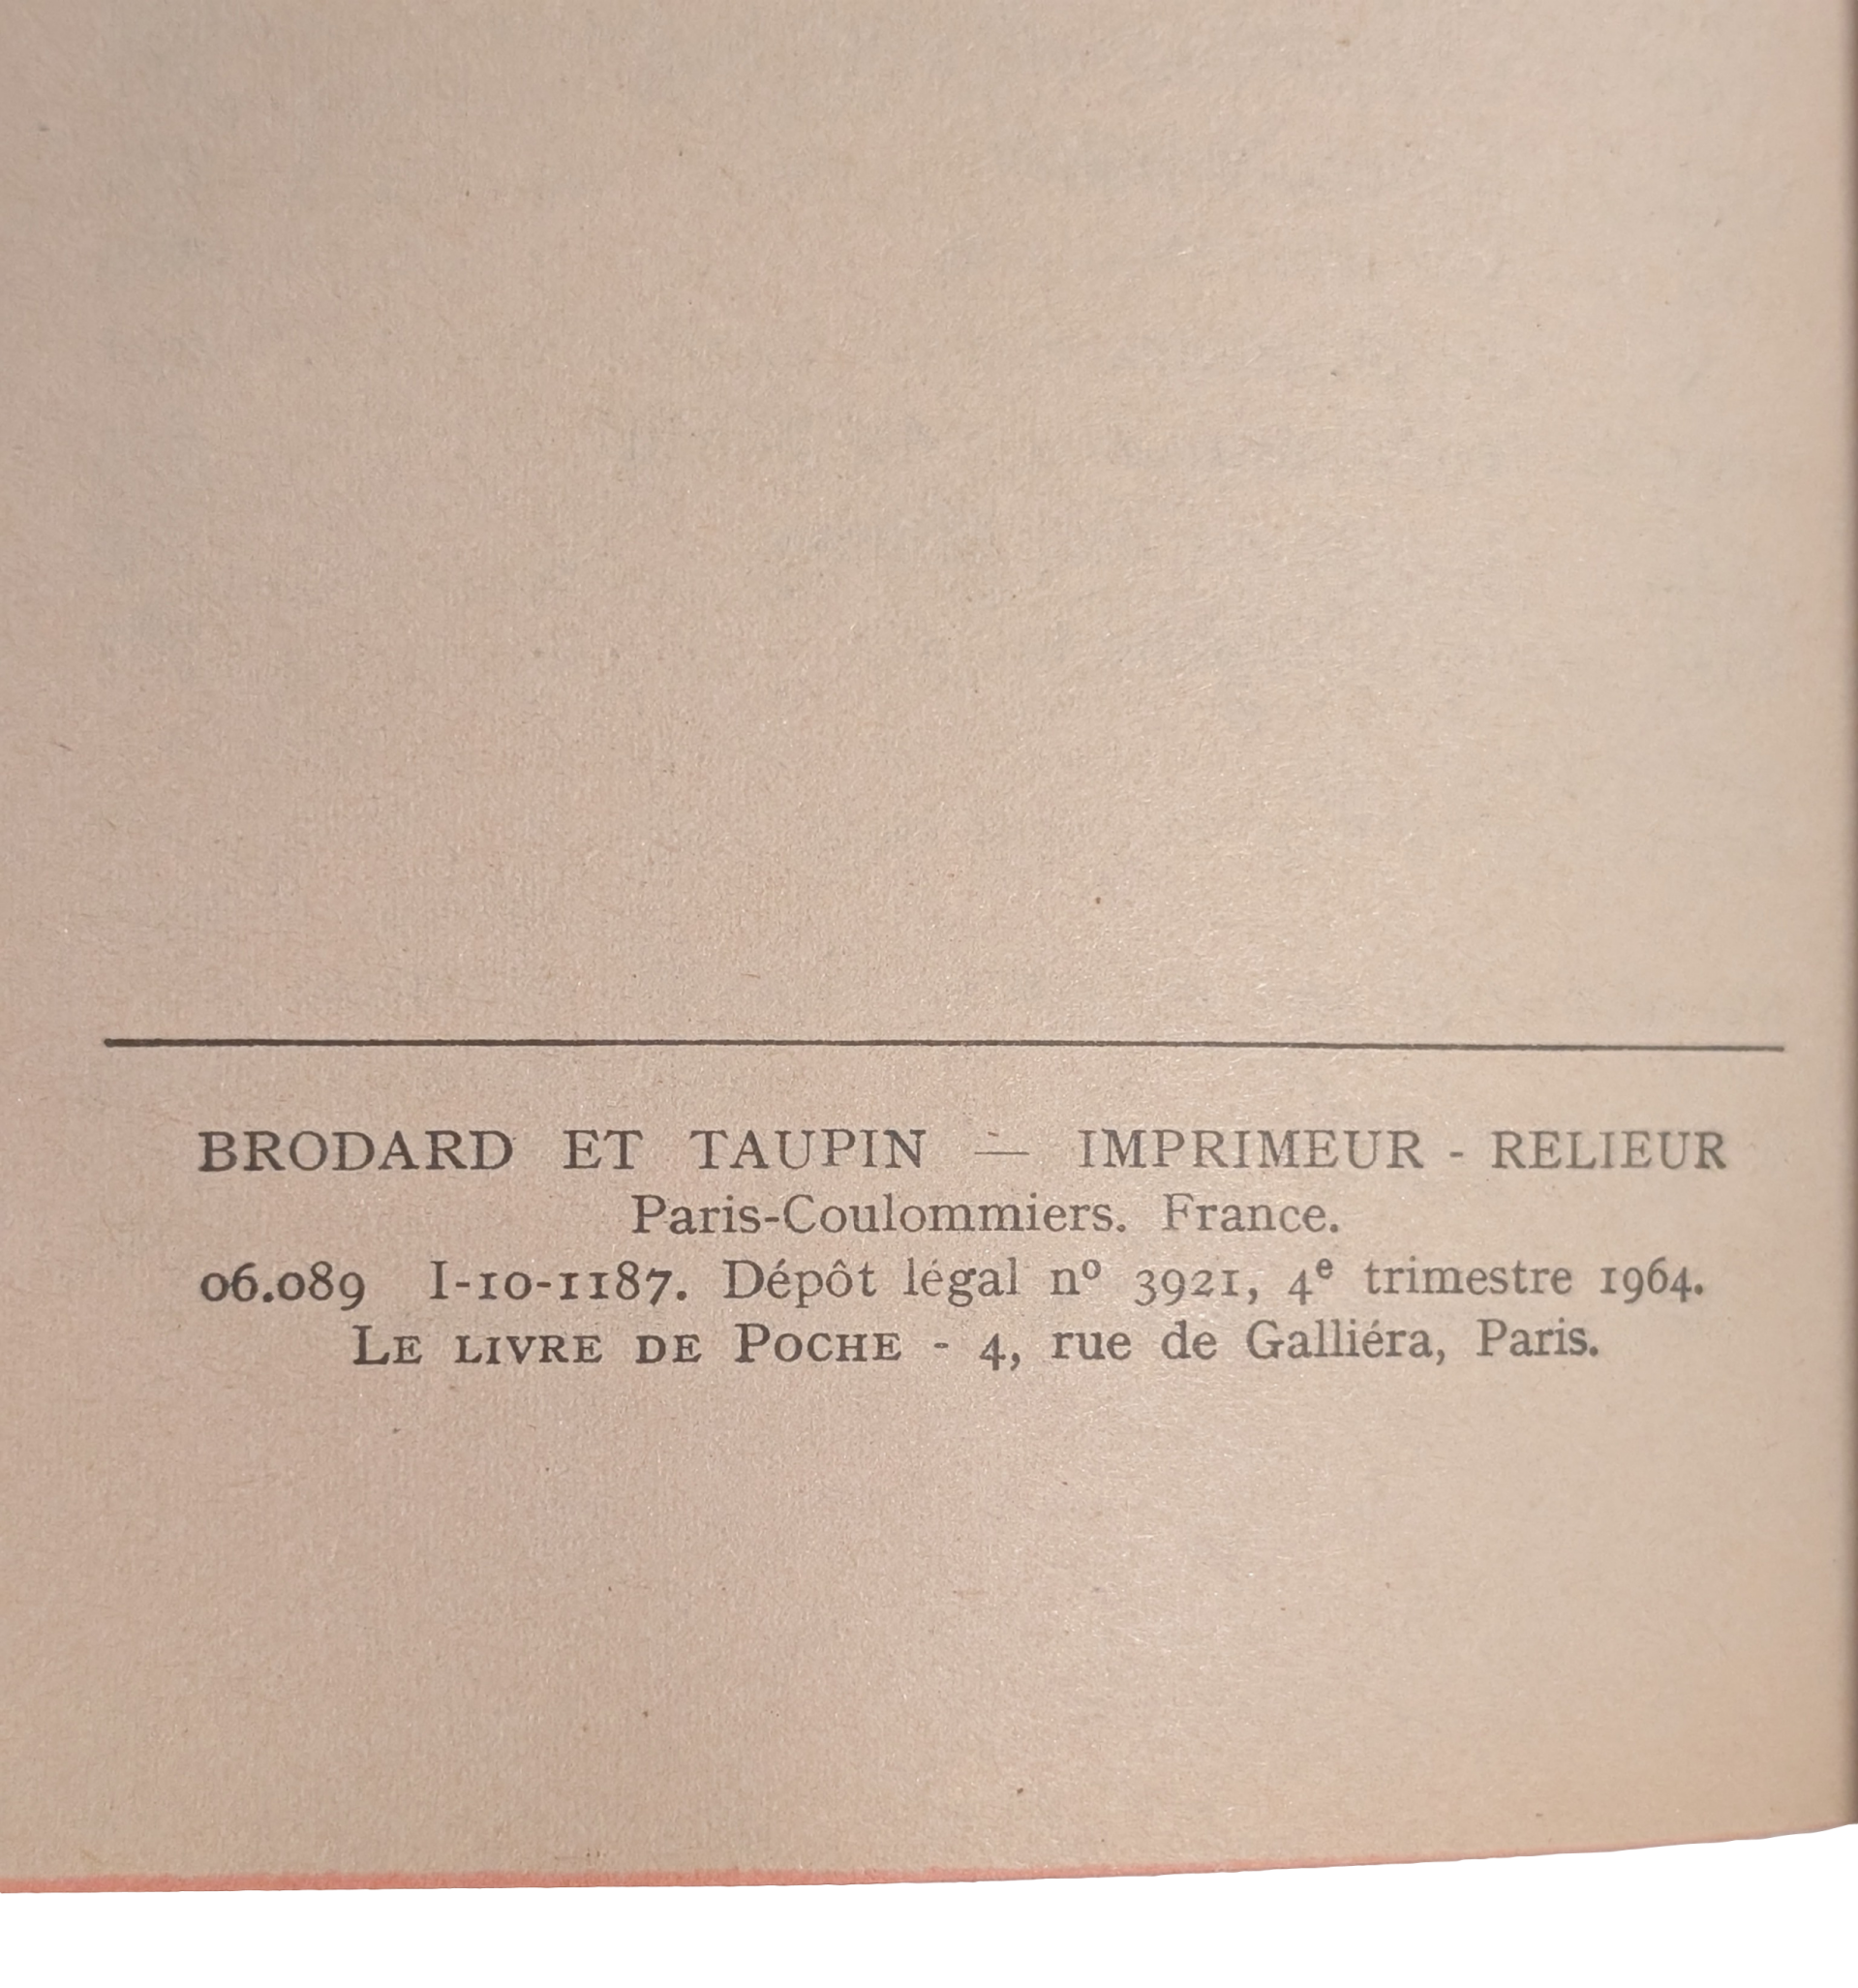 BRODARD ET TAUPIN — IMPRIMEUR - RELIEUR
Paris-Coulommiers. France.
06.089 I-10-1187. Dépôt légal nº 3921, 4e trimestre 1964.
LE LIVRE DE POCHE - 4, rue de Galliéra, Paris.